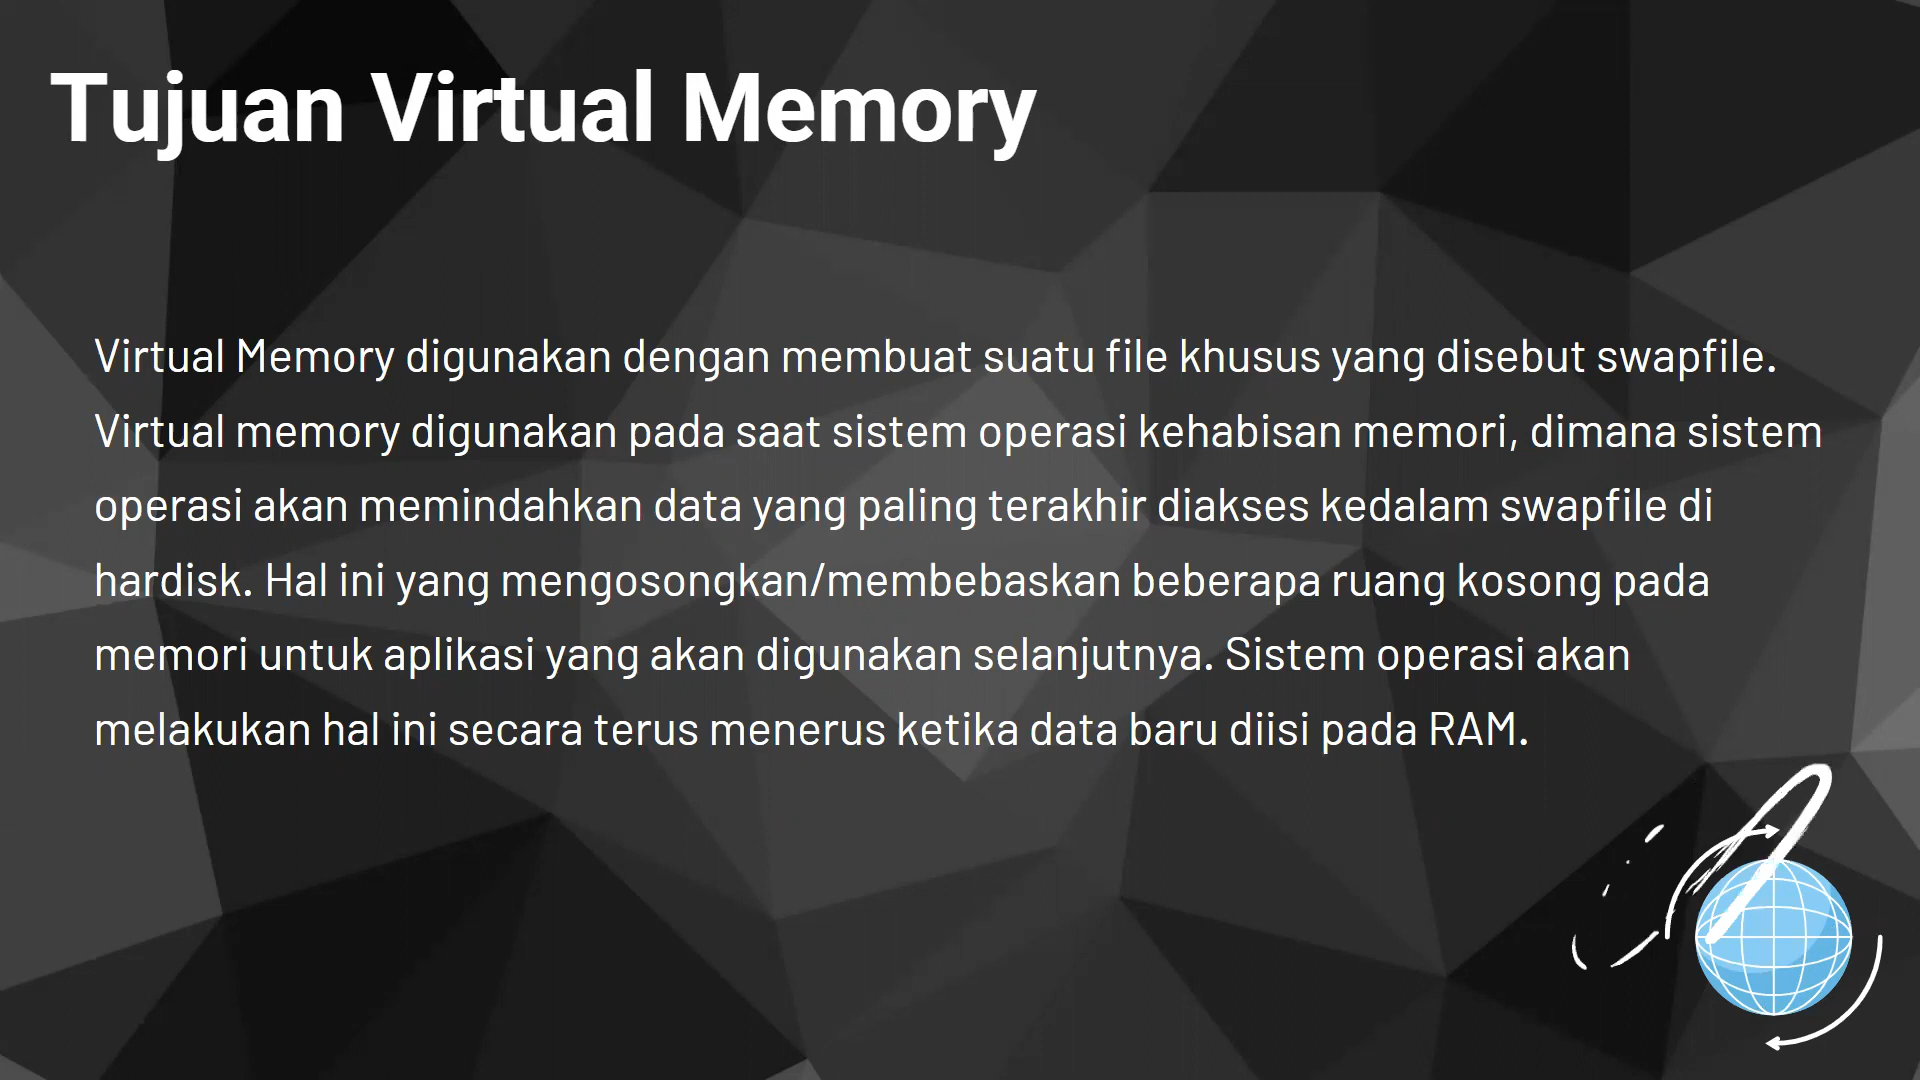 Tujuan Virtual Memory
Virtual Memory digunakan dengan membuat suatu file khusus yang disebut swapfile.
Virtual memory digunakan pada saat sistem operasi kehabisan memori, dimana sistem
operasi akan memindahkan data yang paling terakhir diakses kedalam swapfile di
hardisk. Hal ini yang mengosongkan/membebaskan beberapa ruang kosong pada
memori untuk aplikasi yang akan digunakan selanjutnya. Sistem operasi akan
melakukan hal ini secara terus menerus ketika data baru diisi pada RAM.